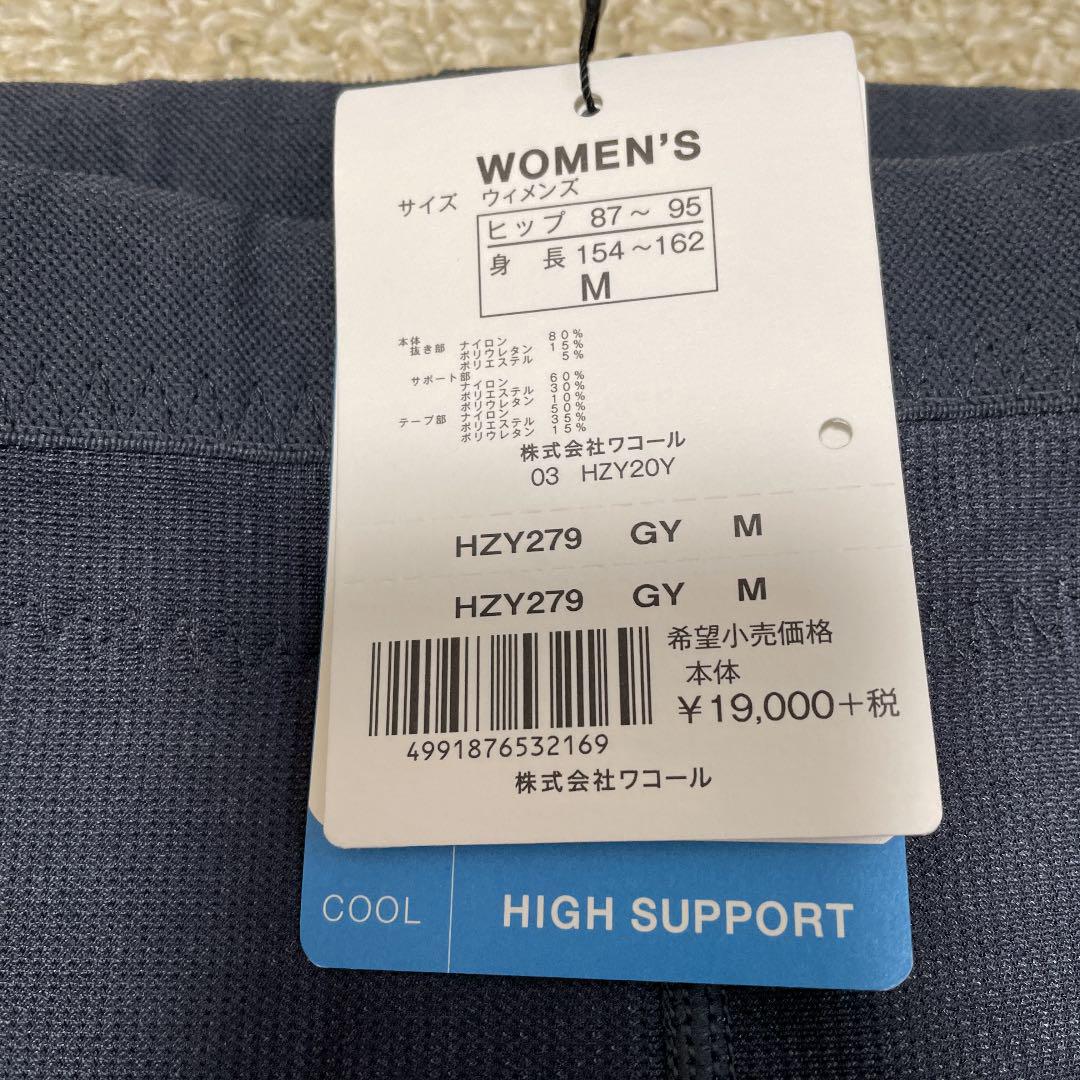 WOMEN'S
サイズ ウィメンズ
ヒップ 87～ 95
身 長 154～162
M
本体
抜き部 ナイロン 80%
ポリウレタン 15%
ポリエステル 5%
サポート部
ナイロン 60%
ポリエステル 30%
ポリウレタン 10%
テープ部 ナイロン 50%
ポリエステル 35%
ポリウレタン 15%
株式会社ワコール
03 HZY20Y
HZY279 GY M
HZY279 GY M
希望小売価格
本体
¥19,000+税
4991876532169
株式会社ワコール
COOL
HIGH SUPPORT